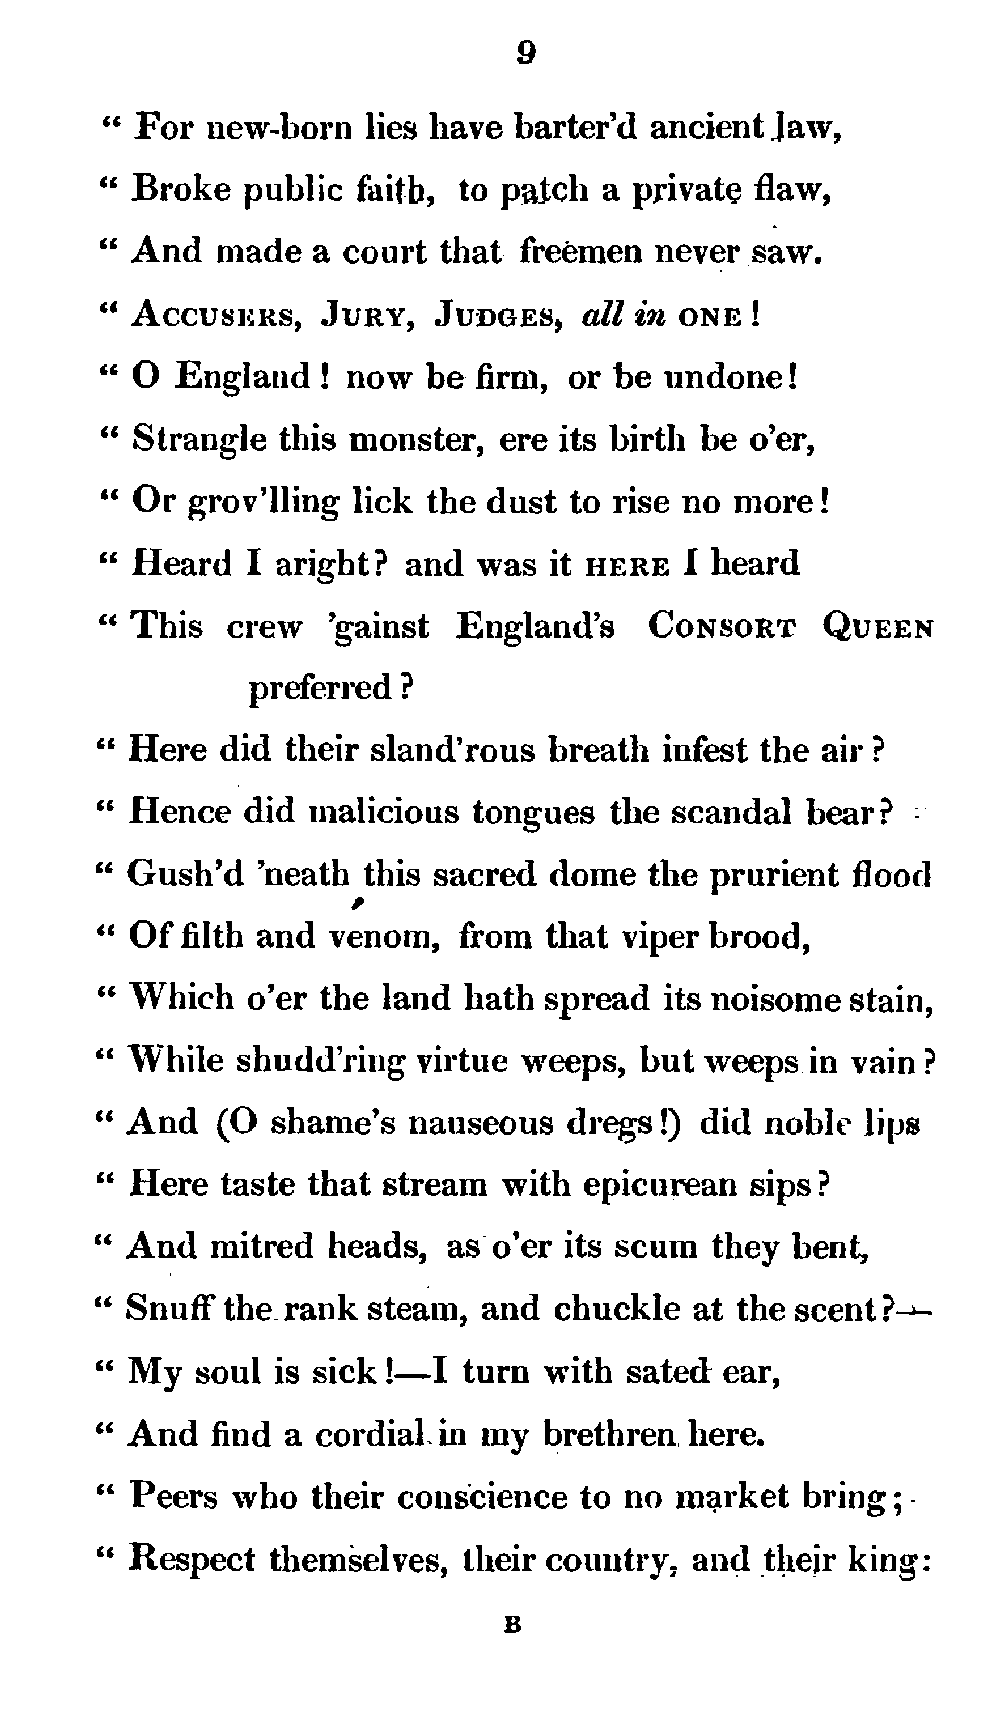 9
“ For new-born lies have barter’d ancient law,
“ Broke public faith, to patch a private flaw,
“ And made a court that freemen never saw.
“ ACCUSERS, JURY, JUDGES, all in ONE !
“ O England ! now be firm, or be undone!
“ Strangle this monster, ere its birth be o’er,
“ Or grov’lling lick the dust to rise no more!
“ Heard I aright? and was it HERE I heard
“ This crew ’gainst England’s CONSORT QUEEN
preferred ?
“ Here did their sland’rous breath infest the air ?
“ Hence did malicious tongues the scandal bear?
“ Gush’d ’neath this sacred dome the prurient flood
“ Of filth and venom, from that viper brood,
“ Which o’er the land hath spread its noisome stain,
“ While shudd’ring virtue weeps, but weeps in vain ?
“ And (O shame’s nauseous dregs !) did noble lips
“ Here taste that stream with epicurean sips ?
“ And mitred heads, as o’er its scum they bent,
“ Snuff the rank steam, and chuckle at the scent ?—
“ My soul is sick !—I turn with sated ear,
“ And find a cordial in my brethren here.
“ Peers who their conscience to no market bring ;
“ Respect themselves, their country, and their king :
B